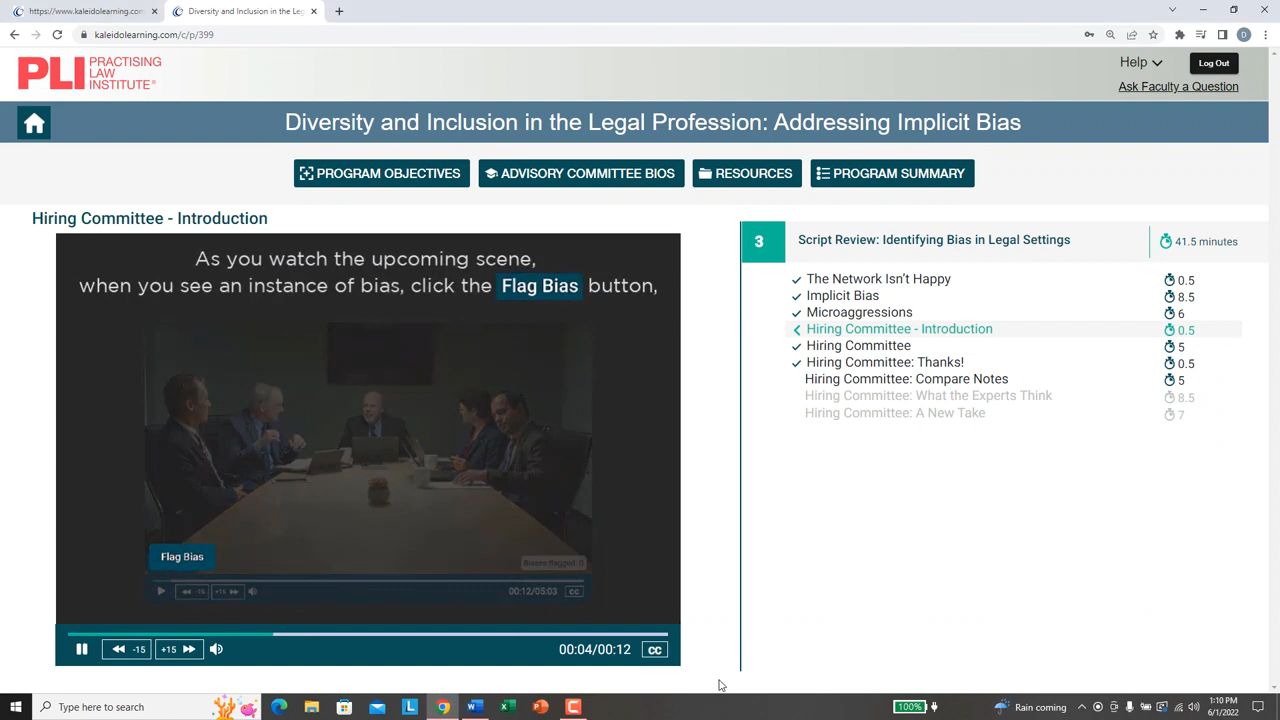 https://www.kaleidolearning.com
Diversity and Inclusion in the Leg
kaleidolearning.com/c/p/399
D
PLI PRACTISING
LAW
INSTITUTE®
Help
Log Out
Ask Faculty a Question
Diversity and Inclusion in the Legal Profession: Addressing Implicit Bias
PROGRAM OBJECTIVES
ADVISORY COMMITTEE BIOS
RESOURCES
PROGRAM SUMMARY
Hiring Committee - Introduction
As you watch the upcoming scene,
when you see an instance of bias, click the Flag Bias button,
Flag Bias
Biases flagged: 0
-15
+15
00:12/05:03
CC
-15
+15
00:04/00:12
CC
3
Script Review: Identifying Bias in Legal Settings
41.5 minutes
The Network Isn't Happy
0.5
Implicit Bias
8.5
Microaggressions
6
Hiring Committee - Introduction
0.5
Hiring Committee
5
Hiring Committee: Thanks!
0.5
Hiring Committee: Compare Notes
5
Hiring Committee: What the Experts Think
8.5
Hiring Committee: A New Take
7
Type here to search
100%
Rain coming
1:10 PM
6/1/2022